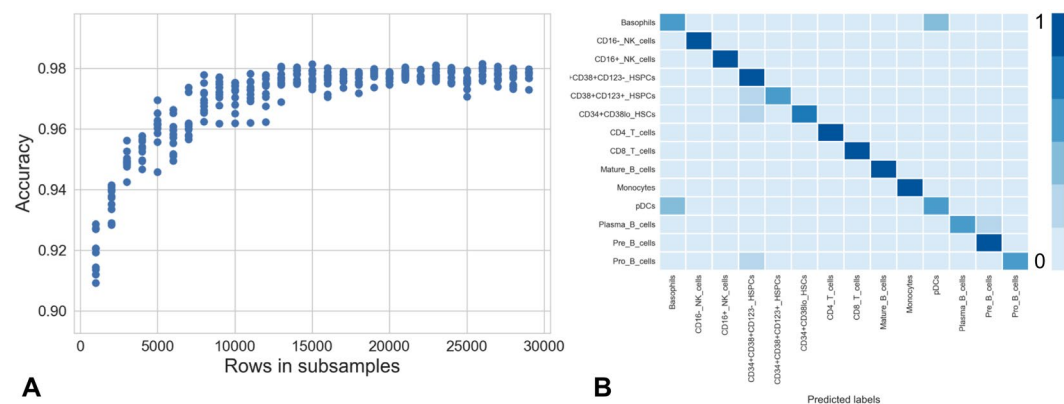 Accuracy
0.98
0.96
0.94
0.92
0.90
0
5000
10000
15000
20000
25000
30000
Rows in subsamples
A
Basophils
CD16-_NK_cells
CD16+_NK_cells
+CD38+CD123-_HSPCs
CD38+CD123+_HSPCs
CD34+CD38lo_HSCs
CD4_T_cells
CD8_T_cells
Mature_B_cells
Monocytes
pDCs
Plasma_B_cells
Pre_B_cells
Pro_B_cells
Basophils
CD16-_NK_cells
CD16+_NK_cells
CD34+CD38+CD123-_HSPCs
CD34+CD38+CD123+_HSPCs
CD34+CD38lo_HSCs
CD4_T_cells
CD8_T_cells
Mature_B_cells
Monocytes
pDCs
Plasma_B_cells
Pre_B_cells
Pro_B_cells
Predicted labels
1
0
B